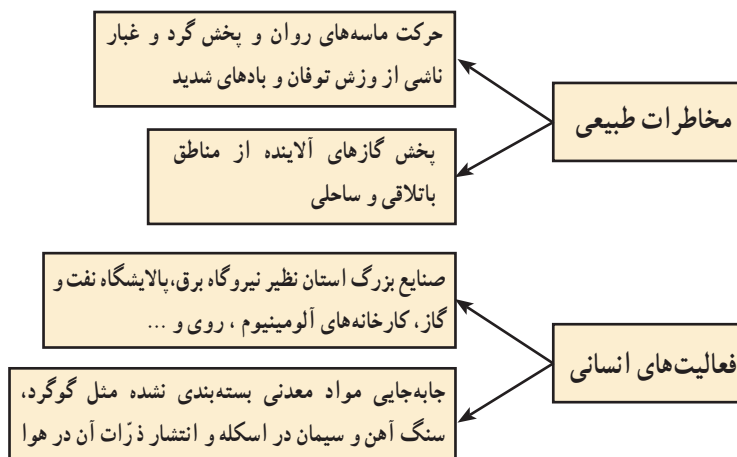 مخاطرات طبیعی
حرکت ماسه‌های روان و پخش گرد و غبار
ناشی از وزش توفان و بادهای شدید
پخش گازهای آلاینده از مناطق
باتلاقی و ساحلی
فعالیت‌های انسانی
صنایع بزرگ استان نظیر نیروگاه برق،پالایشگاه نفت و
گاز، کارخانه‌های آلومینیوم ، روی و ...
جابه‌جایی مواد معدنی بسته‌بندی نشده مثل گوگرد،
سنگ آهن و سیمان در اسکله و انتشار ذرّات آن در هوا